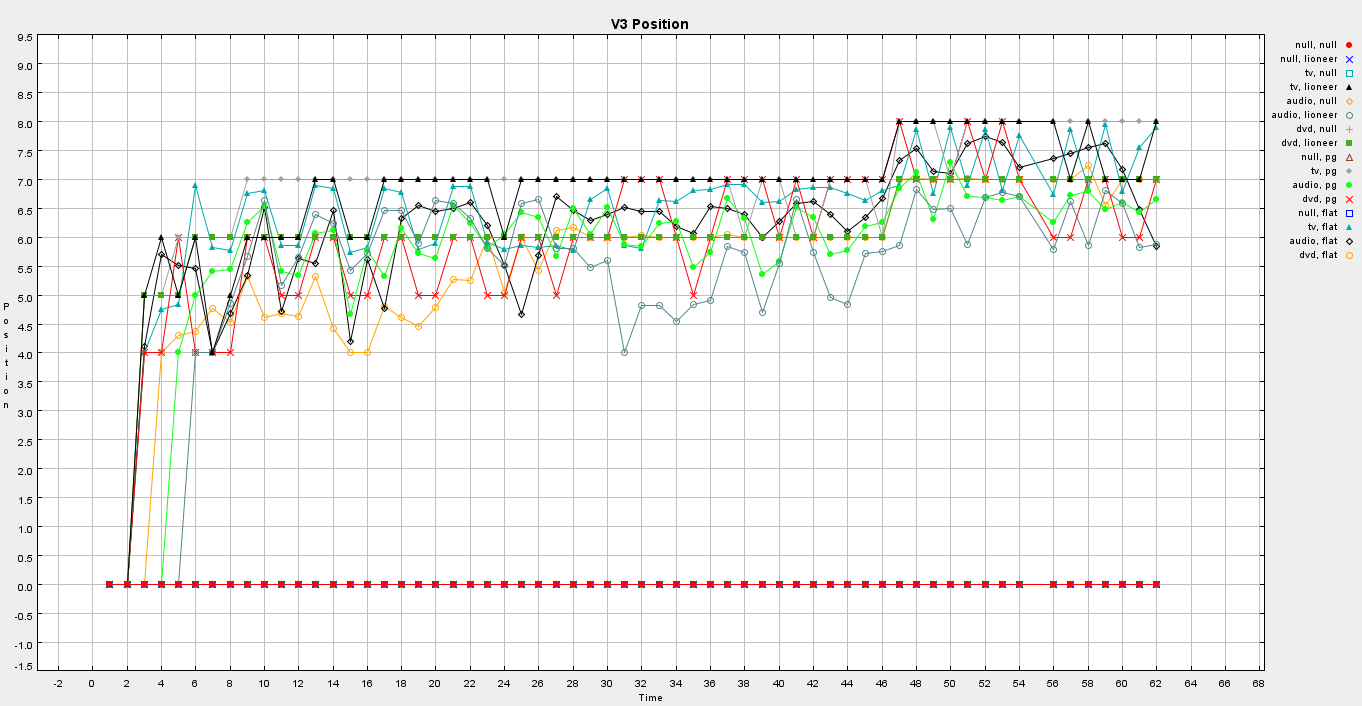 V3 Position
9.5
9.0
8.5
8.0
7.5
7.0
6.5
6.0
5.5
5.0
4.5
4.0
3.5
3.0
2.5
2.0
1.5
1.0
0.5
0.0
-0.5
-1.0
-1.5
Position
-2 0 2 4 6 8 10 12 14 16 18 20 22 24 26 28 30 32 34 36 38 40 42 44 46 48 50 52 54 56 58 60 62 64 66 68
Time
null, null
null, lioneer
tv, null
tv, lioneer
audio, null
audio, lioneer
dvd, null
dvd, lioneer
null, pg
tv, pg
audio, pg
dvd, pg
null, flat
tv, flat
audio, flat
dvd, flat